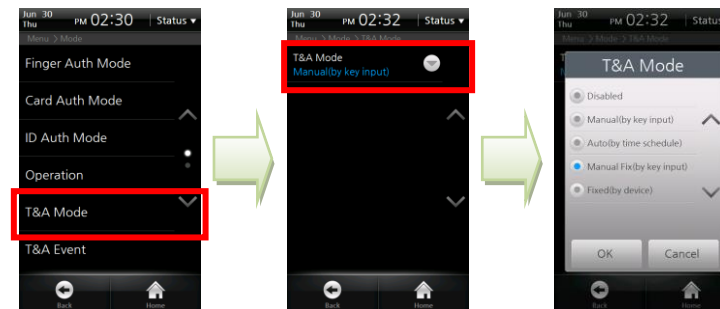 Jun 30
Thu
PM 02:30
Status ▾
Menu > Mode
Finger Auth Mode
Card Auth Mode
ID Auth Mode
Operation
T&A Mode
T&A Event
Back
Home
Jun 30
Thu
PM 02:32
Status ▾
Menu > Mode > T&A Mode
T&A Mode
Manual(by key input)
Back
Home
Jun 30
Thu
PM 02:32
Status
Menu > Mode > T&A Mode
T&A Mode
Disabled
Manual(by key input)
Auto(by time schedule)
Manual Fix(by key input)
Fixed(by device)
OK
Cancel
Back
Home